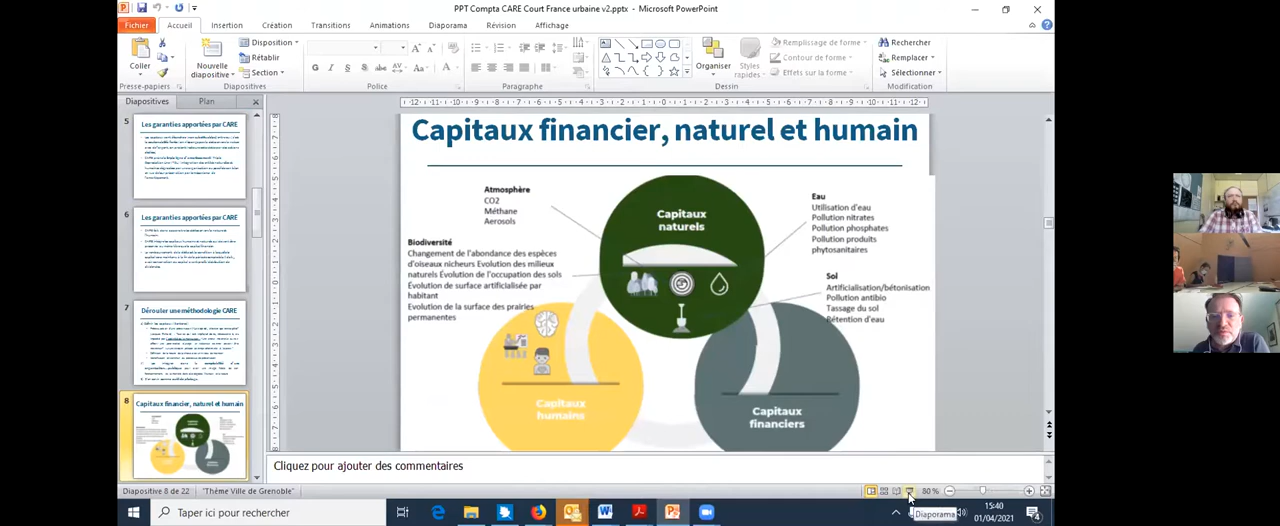 PPT Compta CARE Court France urbaine v2.pptx - Microsoft PowerPoint
Fichier
Accueil
Insertion
Création
Transitions
Animations
Diaporama
Révision
Affichage
Coller
Presse-papiers
Nouvelle diapositive
Disposition
Rétablir
Section
Diapositives
G I S S abc AV Aa A
Police
Paragraphe
Organiser
Styles rapides
Remplissage de forme
Contour de forme
Effets sur la forme
Dessin
Rechercher
Remplacer
Sélectionner
Modification
Diapositives
Plan
5
Les garanties apportées par CARE
6
Les garanties apportées par CARE
7
Dérouler une méthodologie CARE
8
Capitaux financier, naturel et humain
Capitaux financier, naturel et humain
Atmosphère
CO2
Méthane
Aerosols
Biodiversité
Changement de l'abondance des espèces
d'oiseaux nicheurs Evolution des milieux
naturels Évolution de l'occupation des sols
Évolution de surface artificialisée par
habitant
Evolution de la surface des prairies
permanentes
Capitaux
naturels
Eau
Utilisation d'eau
Pollution nitrates
Pollution phosphates
Pollution produits
phytosanitaires
Sol
Artificialisation/bétonisation
Pollution antibio
Tassage du sol
Rétention d'eau
Capitaux
humains
Capitaux
financiers
Cliquez pour ajouter des commentaires
Diapositive 8 de 22
"Thème Ville de Grenoble"
80 %
Diaporama
Taper ici pour rechercher
15:40
01/04/2021
4